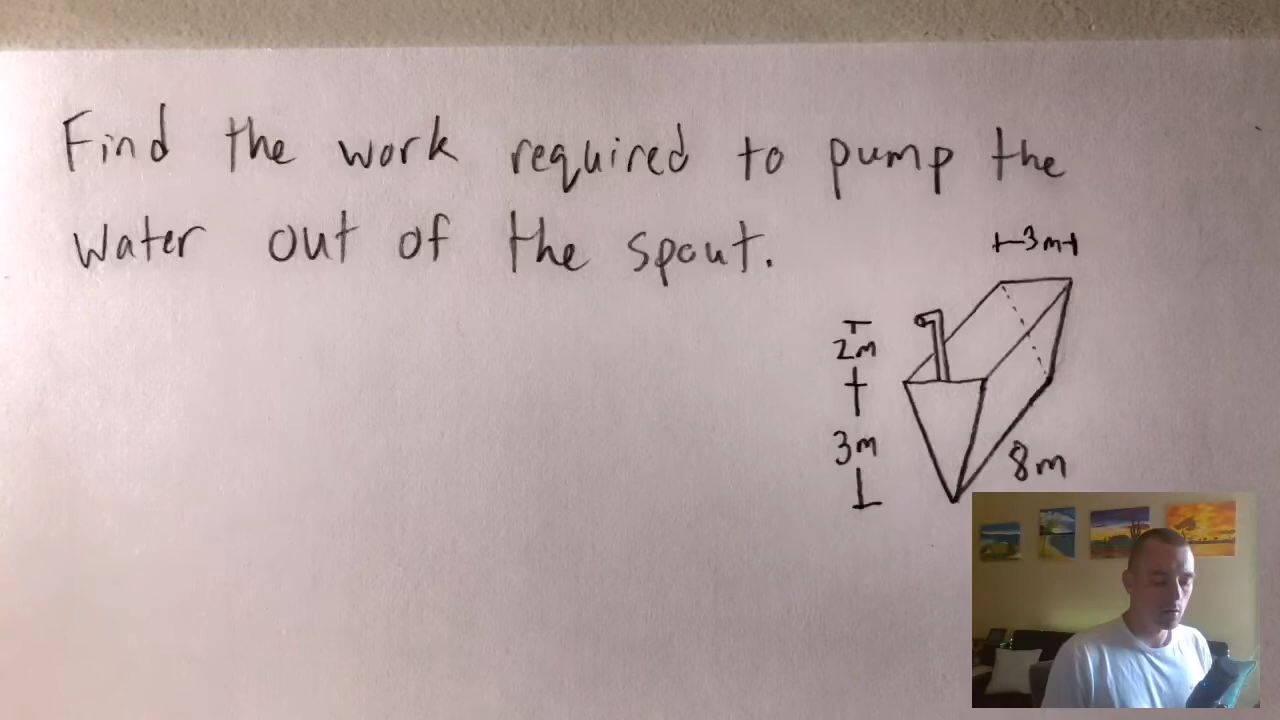 Find the work required to pump the
water out of the spout.
3m
2m
3m
8m